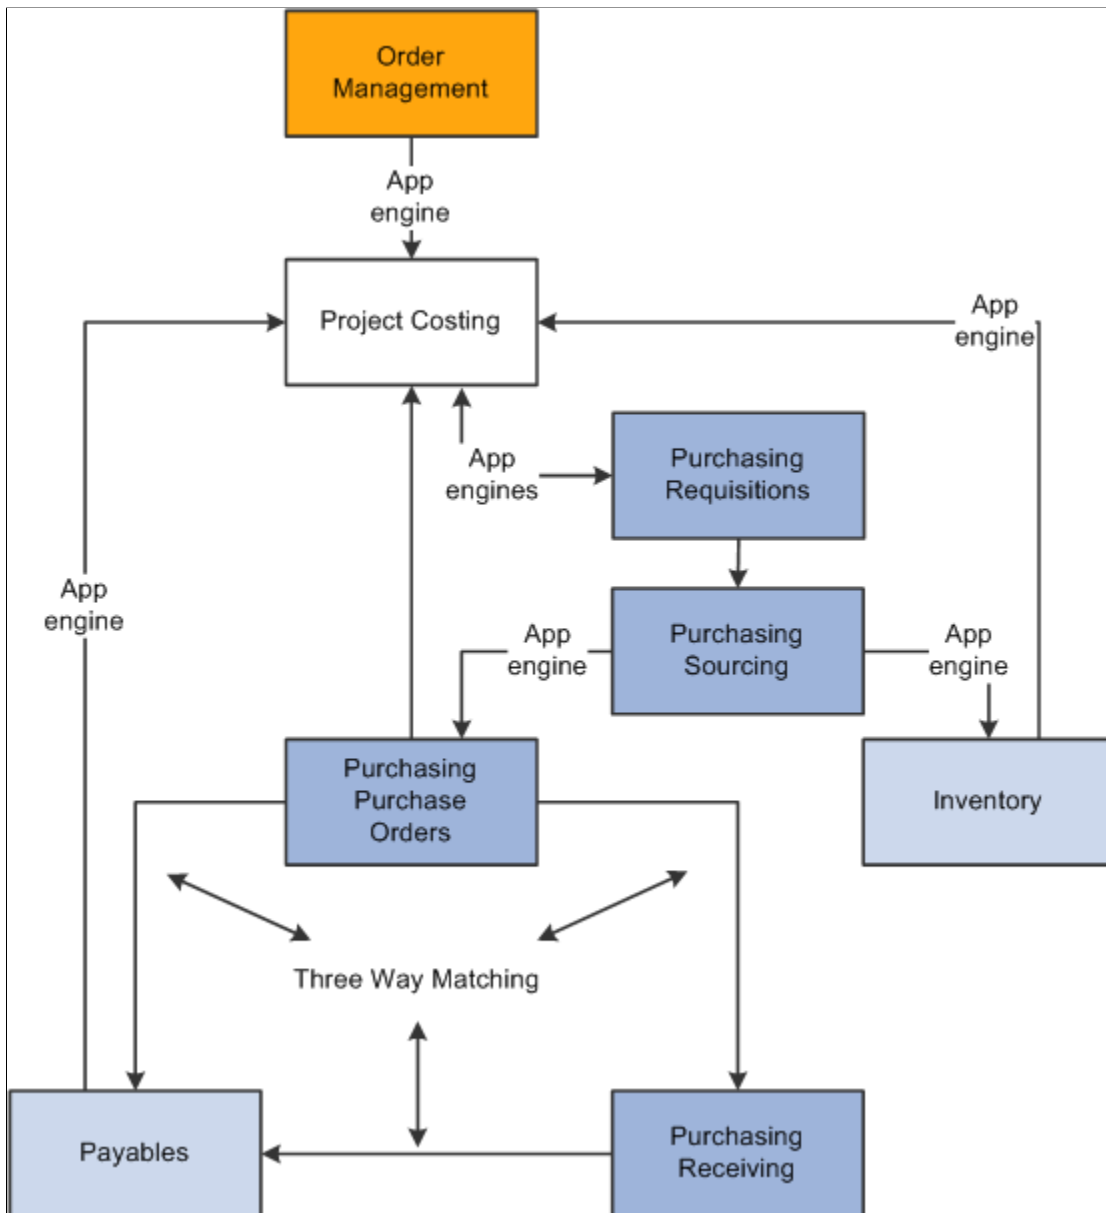 Order
Management
App
engine
Project Costing
App
engine
Purchasing
Requisitions
App
engines
App
engine
Purchasing
Sourcing
App
engine
App
engine
Purchasing
Purchase
Orders
Inventory
Three Way Matching
Payables
Purchasing
Receiving